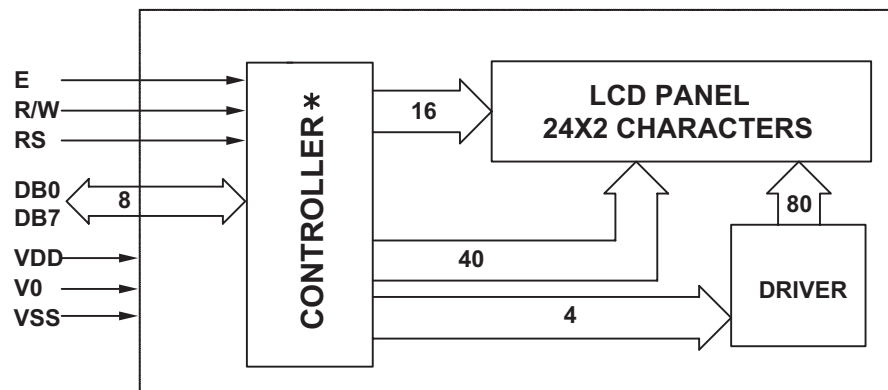 E
R/W
RS
DB0
DB7
8
VDD
V0
VSS
CONTROLLER*
16
LCD PANEL
24X2 CHARACTERS
40
80
4
DRIVER